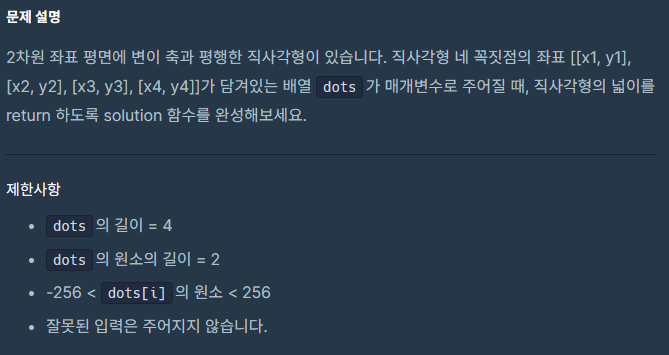 문제 설명
2차원 좌표 평면에 변이 축과 평행한 직사각형이 있습니다. 직사각형 네 꼭짓점의 좌표 [[x1, y1],
[x2, y2], [x3, y3], [x4, y4]]가 담겨있는 배열 dots 가 매개변수로 주어질 때, 직사각형의 넓이를
return 하도록 solution 함수를 완성해보세요.
제한사항
• dots 의 길이 = 4
• dots 의 원소의 길이 = 2
• -256 < dots[i] 의 원소 < 256
• 잘못된 입력은 주어지지 않습니다.